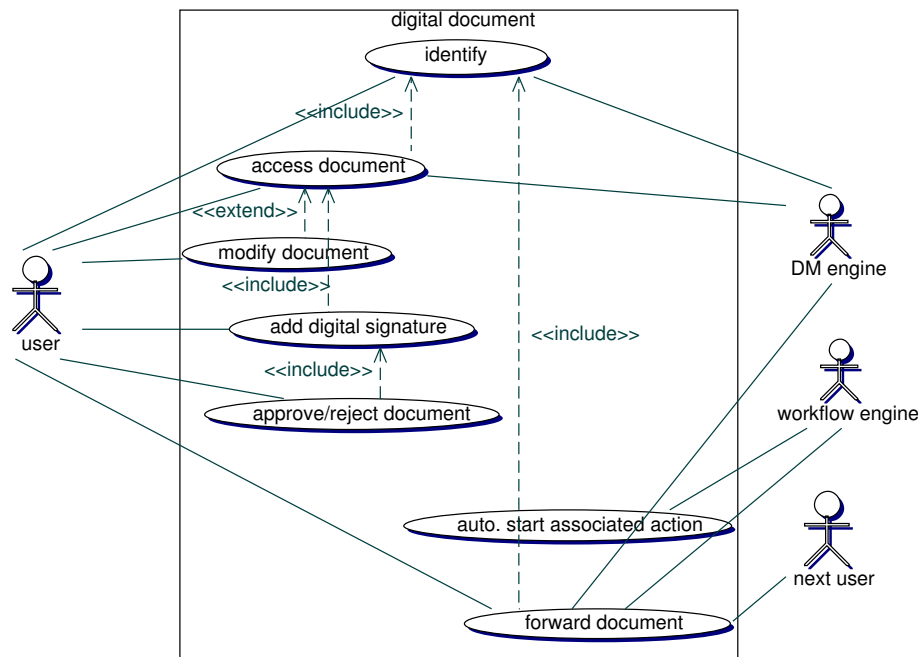 digital document
identify
<<include>>
access document
<<extend>>
modify document
DM engine
<<include>>
add digital signature
user
<<include>>
<<include>>
approve/reject document
workflow engine
auto. start associated action
next user
forward document